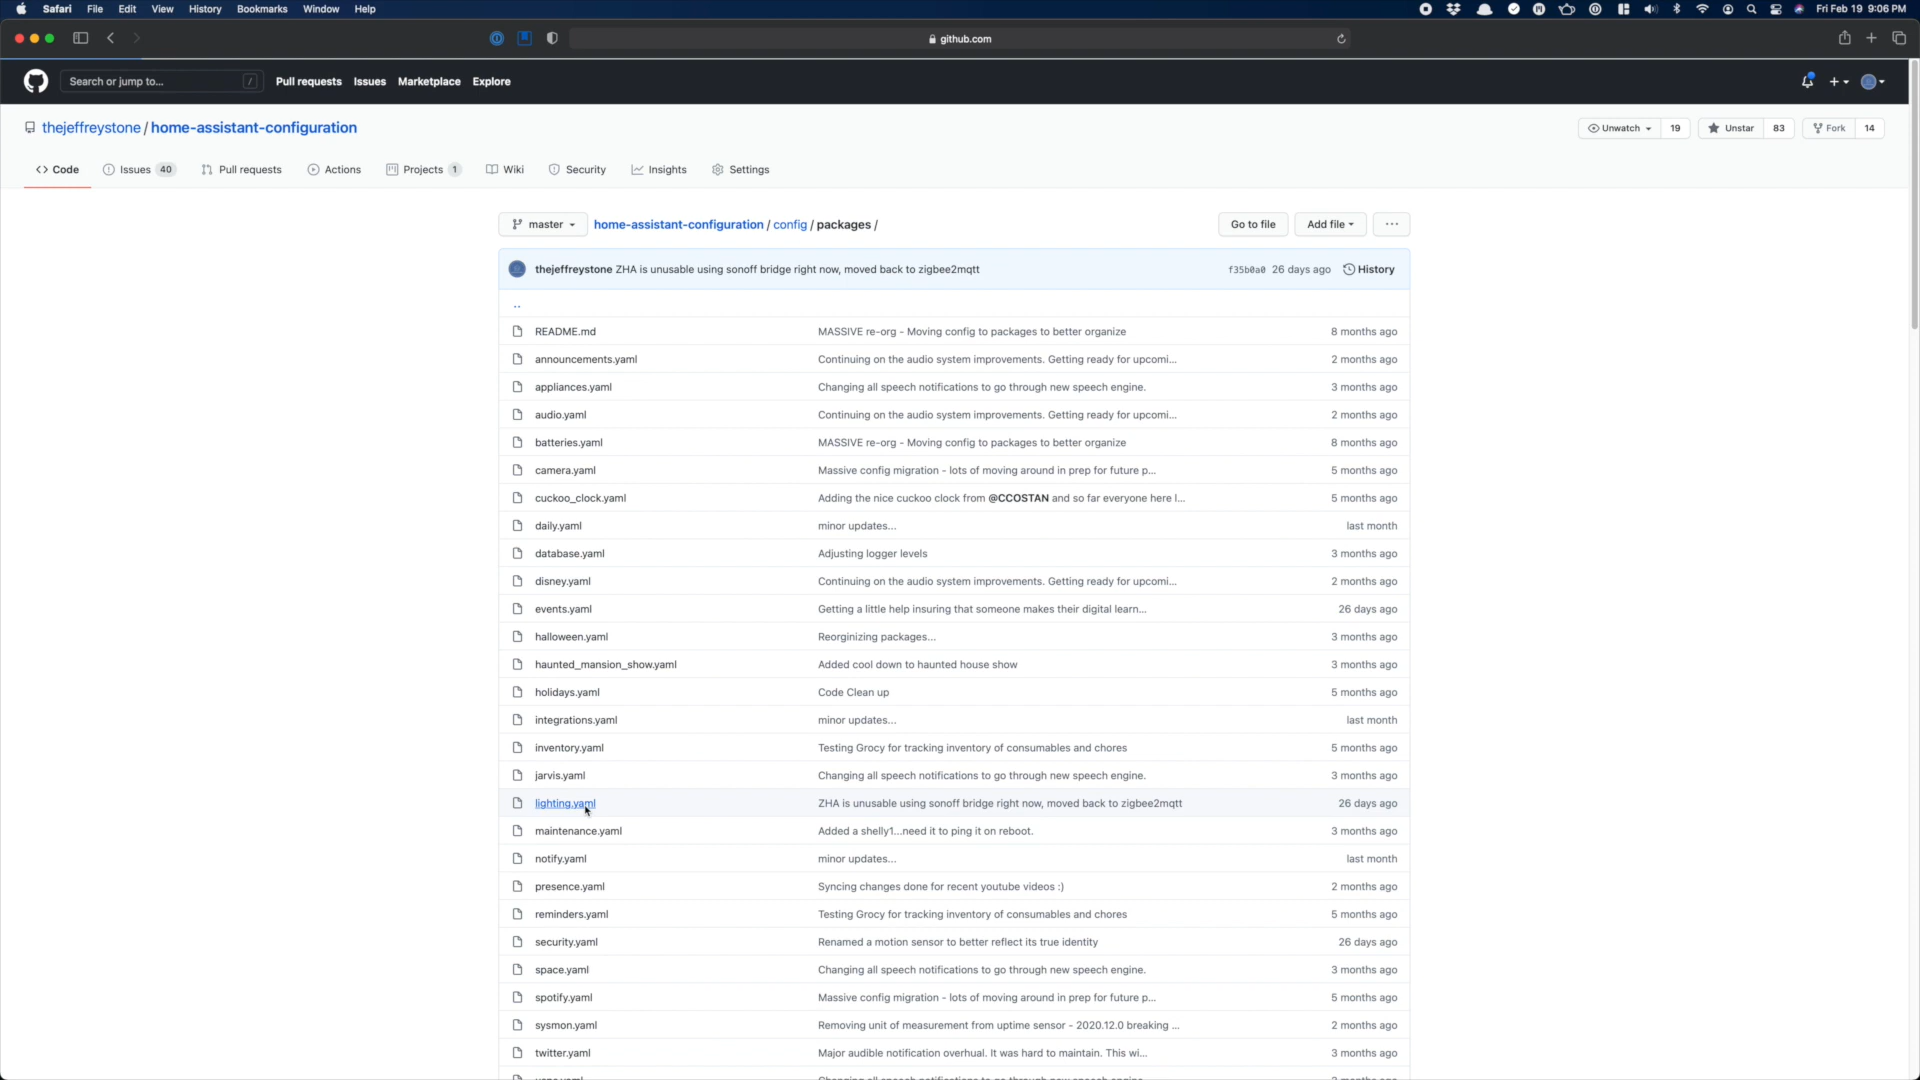 Safari File Edit View History Bookmarks Window Help Fri Feb 19 9:06 PM
github.com
Search or jump to... / Pull requests Issues Marketplace Explore
thejeffreystone / home-assistant-configuration Unwatch 19 Unstar 83 Fork 14
Code Issues 40 Pull requests Actions Projects 1 Wiki Security Insights Settings
master home-assistant-configuration / config / packages / Go to file Add file ...
thejeffreystone ZHA is unusable using sonoff bridge right now, moved back to zigbee2mqtt f35b0a0 26 days ago History
..
README.md MASSIVE re-org - Moving config to packages to better organize 8 months ago
announcements.yaml Continuing on the audio system improvements. Getting ready for upcomi... 2 months ago
appliances.yaml Changing all speech notifications to go through new speech engine. 3 months ago
audio.yaml Continuing on the audio system improvements. Getting ready for upcomi... 2 months ago
batteries.yaml MASSIVE re-org - Moving config to packages to better organize 8 months ago
camera.yaml Massive config migration - lots of moving around in prep for future p... 5 months ago
cuckoo_clock.yaml Adding the nice cuckoo clock from @CCOSTAN and so far everyone here l... 5 months ago
daily.yaml minor updates... last month
database.yaml Adjusting logger levels 3 months ago
disney.yaml Continuing on the audio system improvements. Getting ready for upcomi... 2 months ago
events.yaml Getting a little help insuring that someone makes their digital learn... 26 days ago
halloween.yaml Reorginizing packages... 3 months ago
haunted_mansion_show.yaml Added cool down to haunted house show 3 months ago
holidays.yaml Code Clean up 5 months ago
integrations.yaml minor updates... last month
inventory.yaml Testing Grocy for tracking inventory of consumables and chores 5 months ago
jarvis.yaml Changing all speech notifications to go through new speech engine. 3 months ago
lighting.yaml ZHA is unusable using sonoff bridge right now, moved back to zigbee2mqtt 26 days ago
maintenance.yaml Added a shelly1...need it to ping it on reboot. 3 months ago
notify.yaml minor updates... last month
presence.yaml Syncing changes done for recent youtube videos :) 2 months ago
reminders.yaml Testing Grocy for tracking inventory of consumables and chores 5 months ago
security.yaml Renamed a motion sensor to better reflect its true identity 26 days ago
space.yaml Changing all speech notifications to go through new speech engine. 3 months ago
spotify.yaml Massive config migration - lots of moving around in prep for future p... 5 months ago
sysmon.yaml Removing unit of measurement from uptime sensor - 2020.12.0 breaking ... 2 months ago
twitter.yaml Major audible notification overhual. It was hard to maintain. This wi... 3 months ago